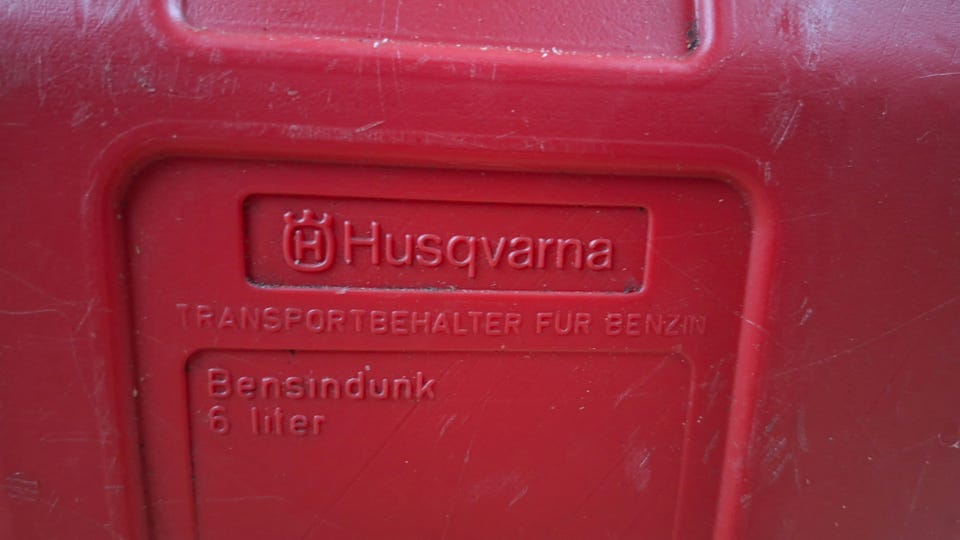 Husqvarna
TRANSPORTBEHALTER FUR BENZIN
Bensindunk
6 liter